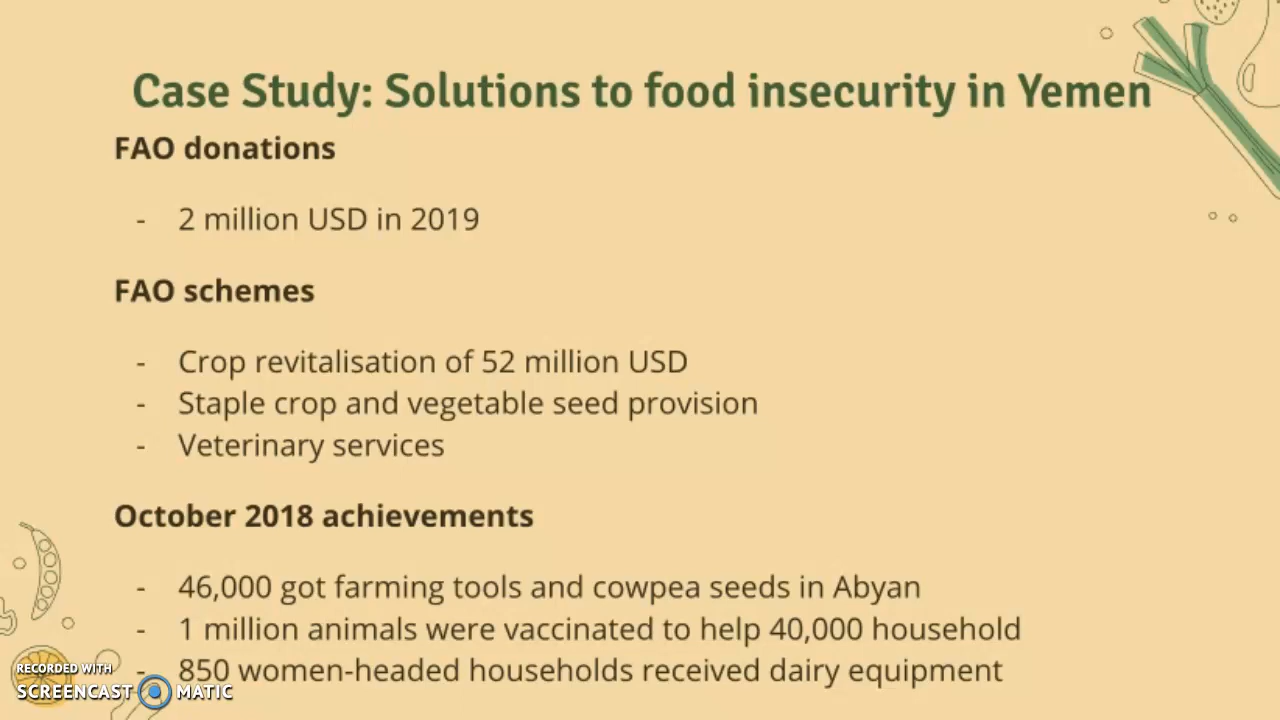 Case Study: Solutions to food insecurity in Yemen
FAO donations
- 2 million USD in 2019
FAO schemes
- Crop revitalisation of 52 million USD
- Staple crop and vegetable seed provision
- Veterinary services
October 2018 achievements
- 46,000 got farming tools and cowpea seeds in Abyan
- 1 million animals were vaccinated to help 40,000 household
- 850 women-headed households received dairy equipment
RECORDED WITH
SCREENCAST MATIC